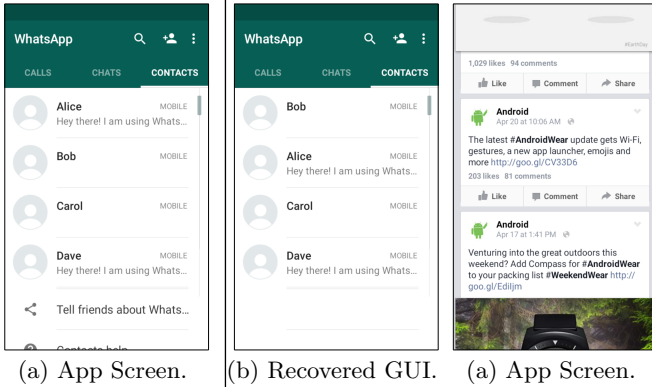 WhatsApp
CALLS CHATS CONTACTS
Alice MOBILE
Hey there! I am using Whats...
Bob MOBILE
Carol MOBILE
Dave MOBILE
Hey there! I am using Whats...
Tell friends about Whats...
Contacts help
(a) App Screen.
WhatsApp
CALLS CHATS CONTACTS
Bob MOBILE
Alice MOBILE
Hey there! I am using Whats...
Carol MOBILE
Dave MOBILE
Hey there! I am using Whats...
(b) Recovered GUI.
#EarthDay
1,029 likes 94 comments
Like Comment Share
Android
Apr 20 at 10:06 AM
The latest #AndroidWear update gets Wi-Fi,
gestures, a new app launcher, emojis and
more http://goo.gl/CV33D6
203 likes 81 comments
Like Comment Share
Android
Apr 17 at 1:41 PM
Venturing into the great outdoors this
weekend? Add Compass for #AndroidWear
to your packing list #WeekendWear http://
goo.gl/EdiIjm
(a) App Screen.